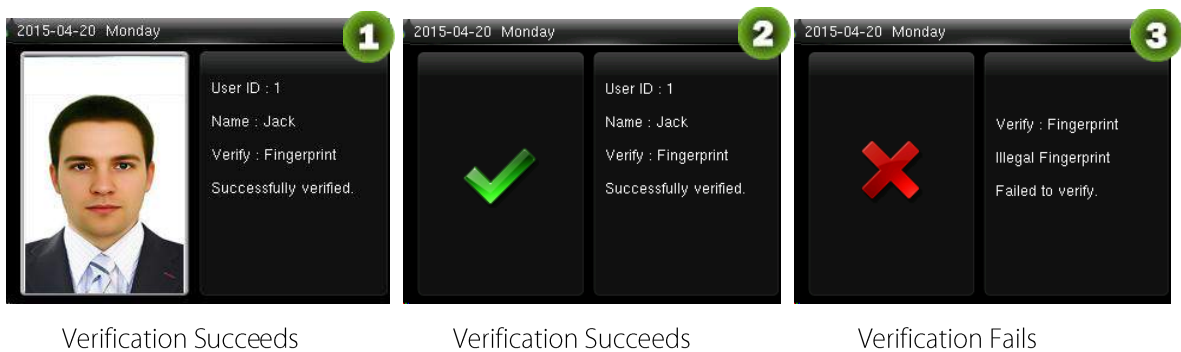 2015-04-20 Monday
1
User ID : 1
Name : Jack
Verify : Fingerprint
Successfully verified.
Verification Succeeds
2015-04-20 Monday
2
User ID : 1
Name : Jack
Verify : Fingerprint
Successfully verified.
Verification Succeeds
2015-04-20 Monday
3
Verify : Fingerprint
Illegal Fingerprint
Failed to verify.
Verification Fails